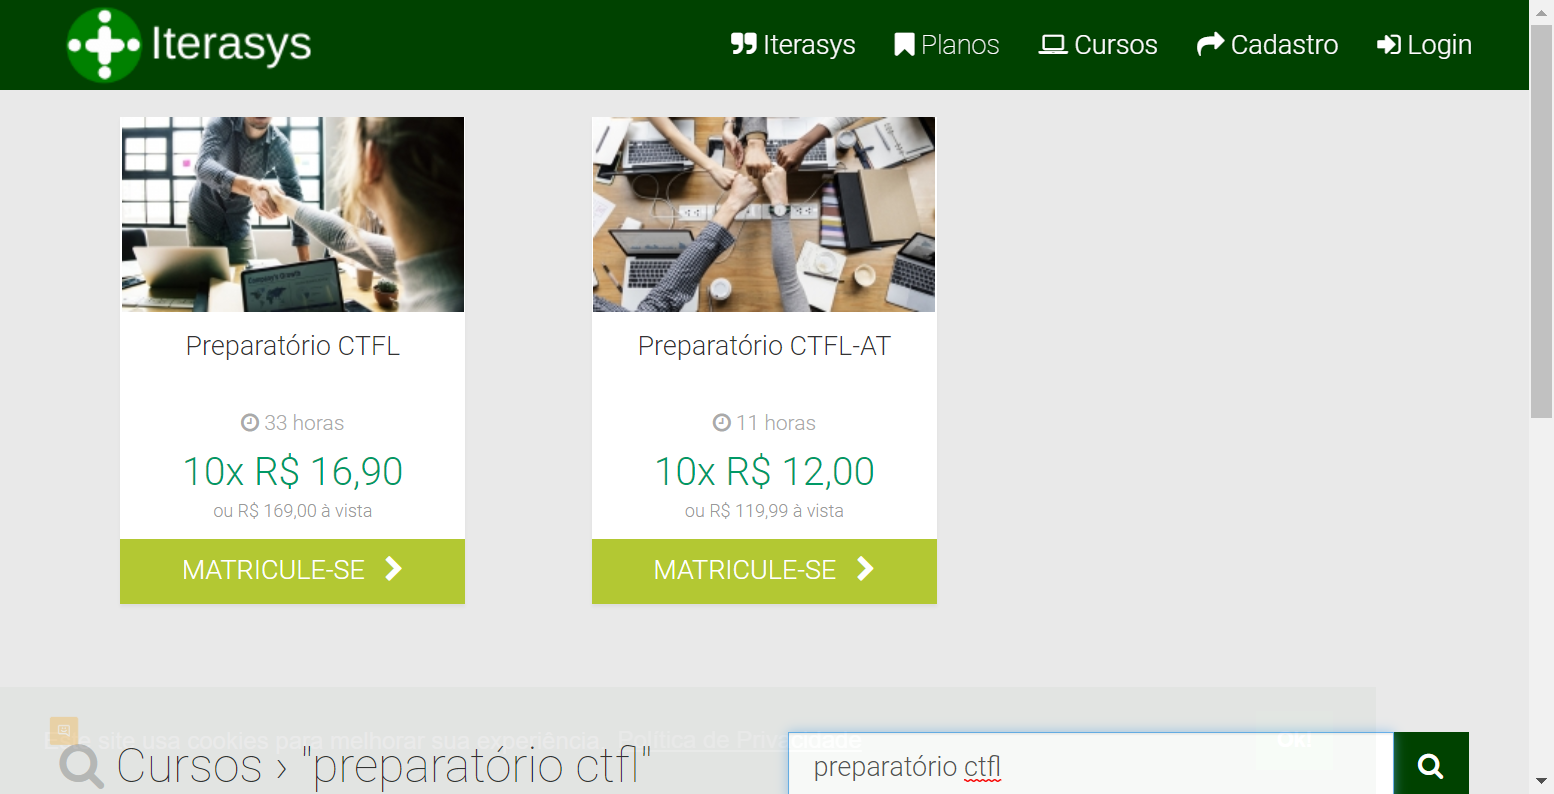 Iterasys
Iterasys Planos Cursos Cadastro Login
Preparatório CTFL
33 horas
10x R$ 16,90
ou R$ 169,00 à vista
MATRICULE-SE
Preparatório CTFL-AT
11 horas
10x R$ 12,00
ou R$ 119,99 à vista
MATRICULE-SE
Este site usa cookies para melhorar sua experiência. Política de Privacidade
Ok!
Cursos › "preparatório ctfl"
preparatório ctfl